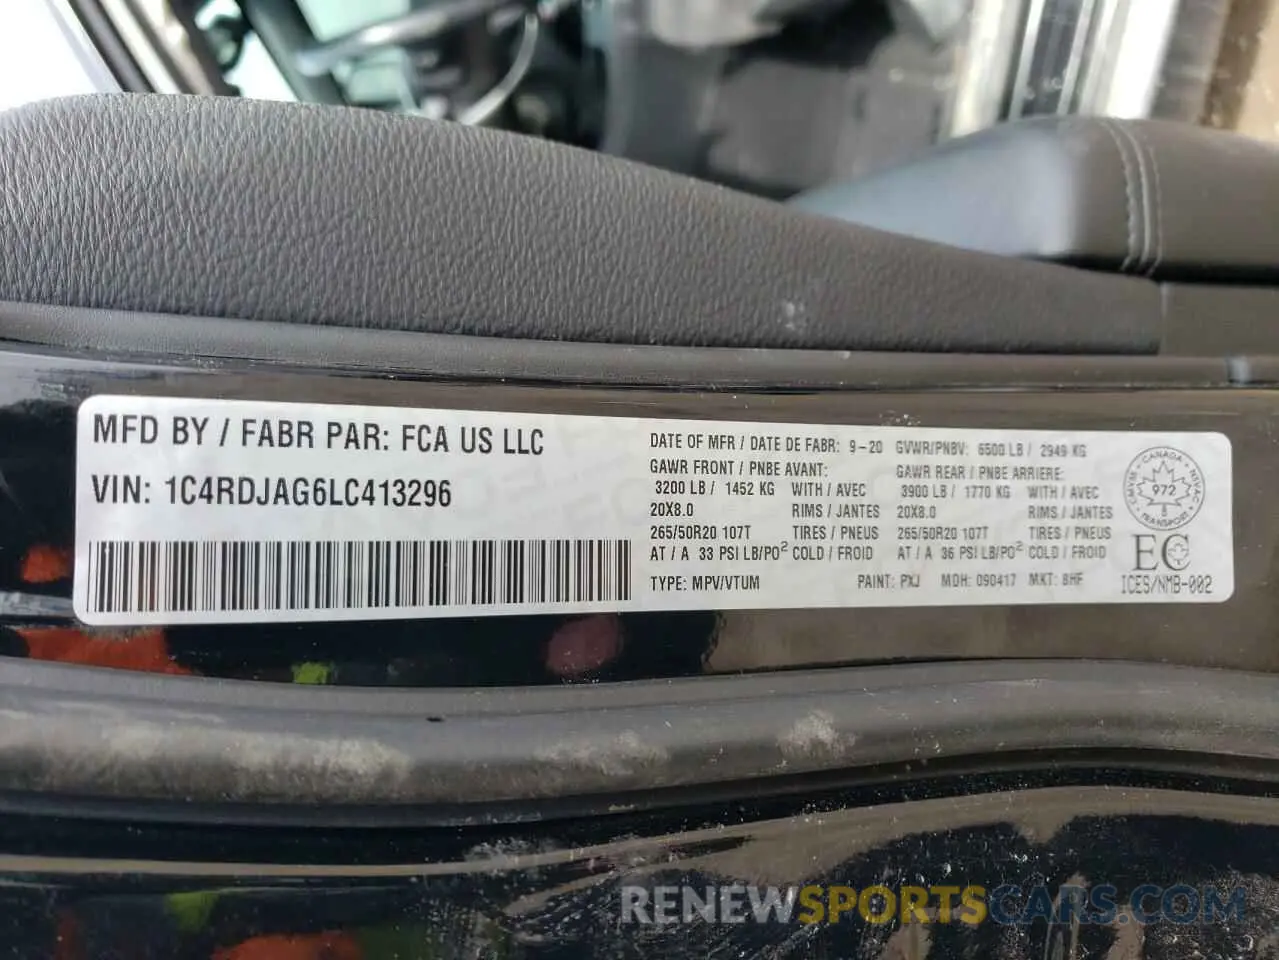 MFD BY / FABR PAR: FCA US LLC
VIN: 1C4RDJAG6LC413296
DATE OF MFR / DATE DE FABR: 9-20 GVWR/PNBV: 6500 LB / 2949 KG
GAWR FRONT / PNBE AVANT: GAWR REAR / PNBE ARRIERE:
3200 LB / 1452 KG WITH / AVEC 3900 LB / 1770 KG WITH / AVEC
20X8.0 RIMS / JANTES 20X8.0 RIMS / JANTES
265/50R20 107T TIRES / PNEUS 265/50R20 107T TIRES / PNEUS
AT / A 33 PSI LB/PO² COLD / FROID AT / A 36 PSI LB/PO² COLD / FROID
TYPE: MPV/VTUM PAINT: PXJ MDH: 090417 MKT: BHF
CANADA
CMVSS
NSVAC
972
TRANSPORT
EC
ICES/NMB-002
RENEWSPORTSCARS.COM